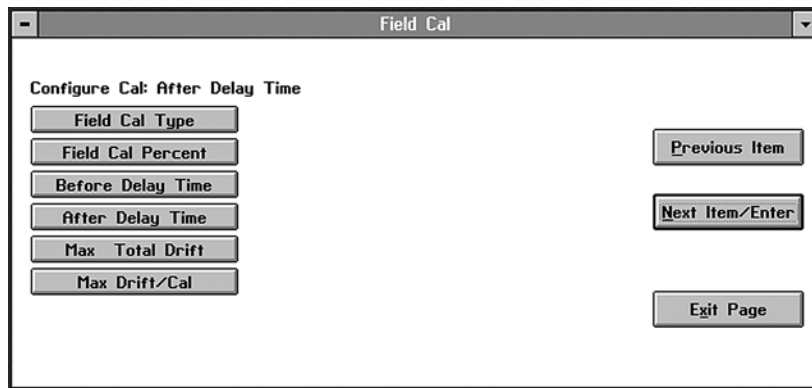 Field Cal
Configure Cal: After Delay Time
Field Cal Type
Field Cal Percent
Before Delay Time
After Delay Time
Max Total Drift
Max Drift/Cal
Previous Item
Next Item/Enter
Exit Page